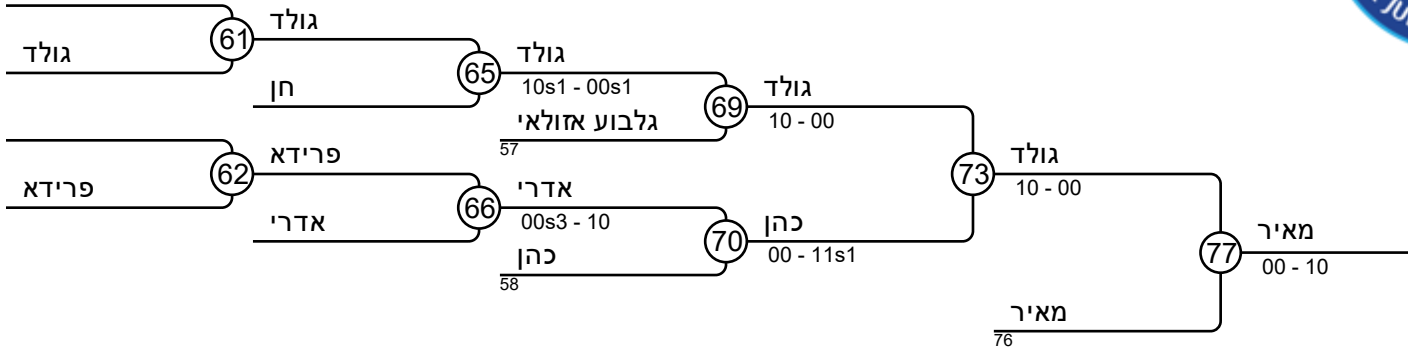 גולד
61
גולד
חן
65
גולד
10s1 - 00s1
גלבוע אזולאי
57
69
גולד
10 - 00
פרידא
62
פרידא
אדרי
66
אדרי
00s3 - 10
כהן
58
70
כהן
00 - 11s1
73
גולד
10 - 00
מאיר
76
77
מאיר
00 - 10